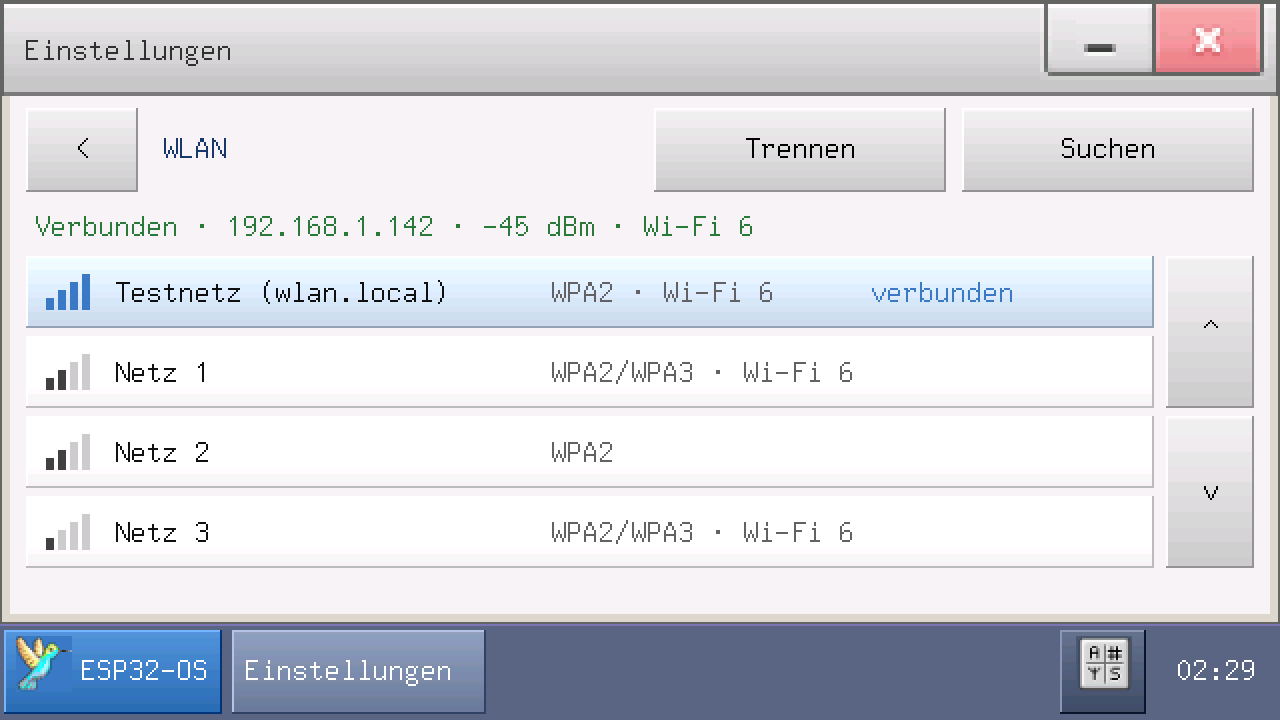 Einstellungen
< WLAN Trennen Suchen
Verbunden · 192.168.1.142 · -45 dBm · Wi-Fi 6
Testnetz (wlan.local) WPA2 · Wi-Fi 6 verbunden
^
Netz 1 WPA2/WPA3 · Wi-Fi 6
Netz 2 WPA2
v
Netz 3 WPA2/WPA3 · Wi-Fi 6
ESP32-OS Einstellungen A # Y S 02:29